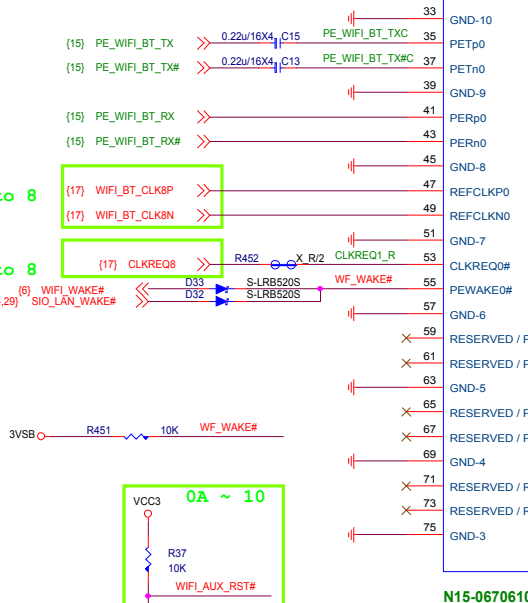 33 GND-10
{15} PE_WIFI_BT_TX 0.22u/16X4 C15 PE_WIFI_BT_TXC 35 PETp0
{15} PE_WIFI_BT_TX# 0.22u/16X4 C13 PE_WIFI_BT_TX#C 37 PETn0
39 GND-9
{15} PE_WIFI_BT_RX 41 PERp0
{15} PE_WIFI_BT_RX# 43 PERn0
45 GND-8
to 8 {17} WIFI_BT_CLK8P 47 REFCLKP0
{17} WIFI_BT_CLK8N 49 REFCLKN0
51 GND-7
to 8 {17} CLKREQ8 R452 X_R/2 CLKREQ1_R 53 CLKREQ0#
{6} WIFI_WAKE# D33 S-LRB520S WF_WAKE# 55 PEWAKE0#
,29} SIO_LAN_WAKE# D32 S-LRB520S
57 GND-6
59 RESERVED /
61 RESERVED /
63 GND-5
65 RESERVED /
67 RESERVED /
3VSB R451 10K WF_WAKE#
69 GND-4
71 RESERVED /
73 RESERVED /
75 GND-3
0A ~ 10
VCC3
R37
10K
WIFI_AUX_RST#
N15-067061